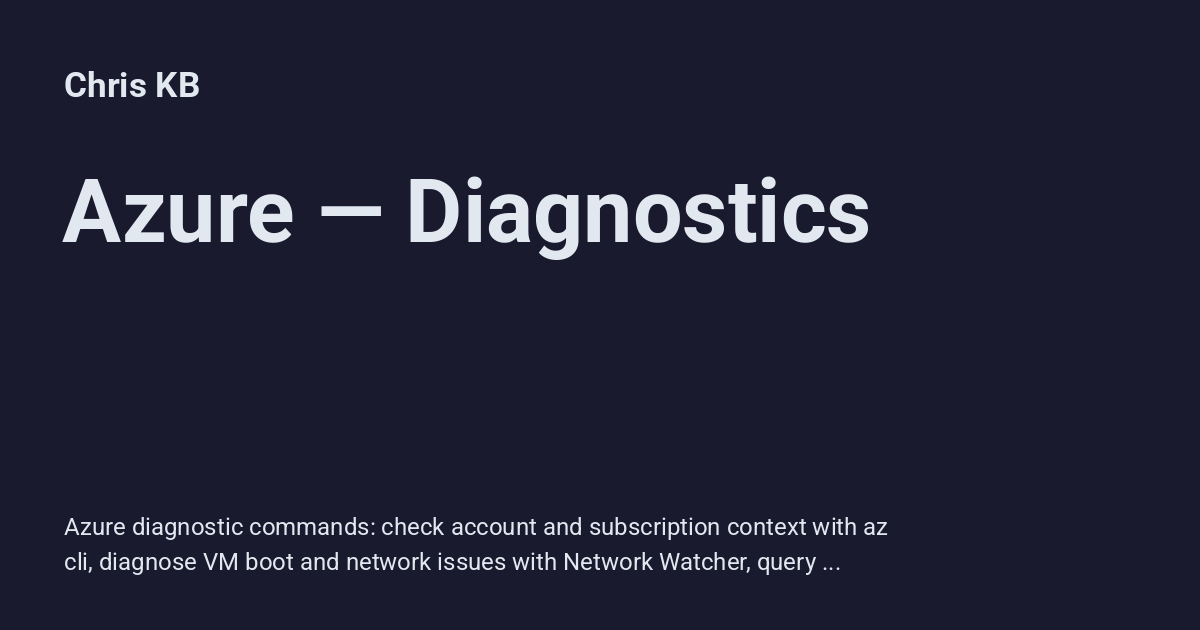 Chris KB
Azure — Diagnostics
Azure diagnostic commands: check account and subscription context with az
cli, diagnose VM boot and network issues with Network Watcher, query ...